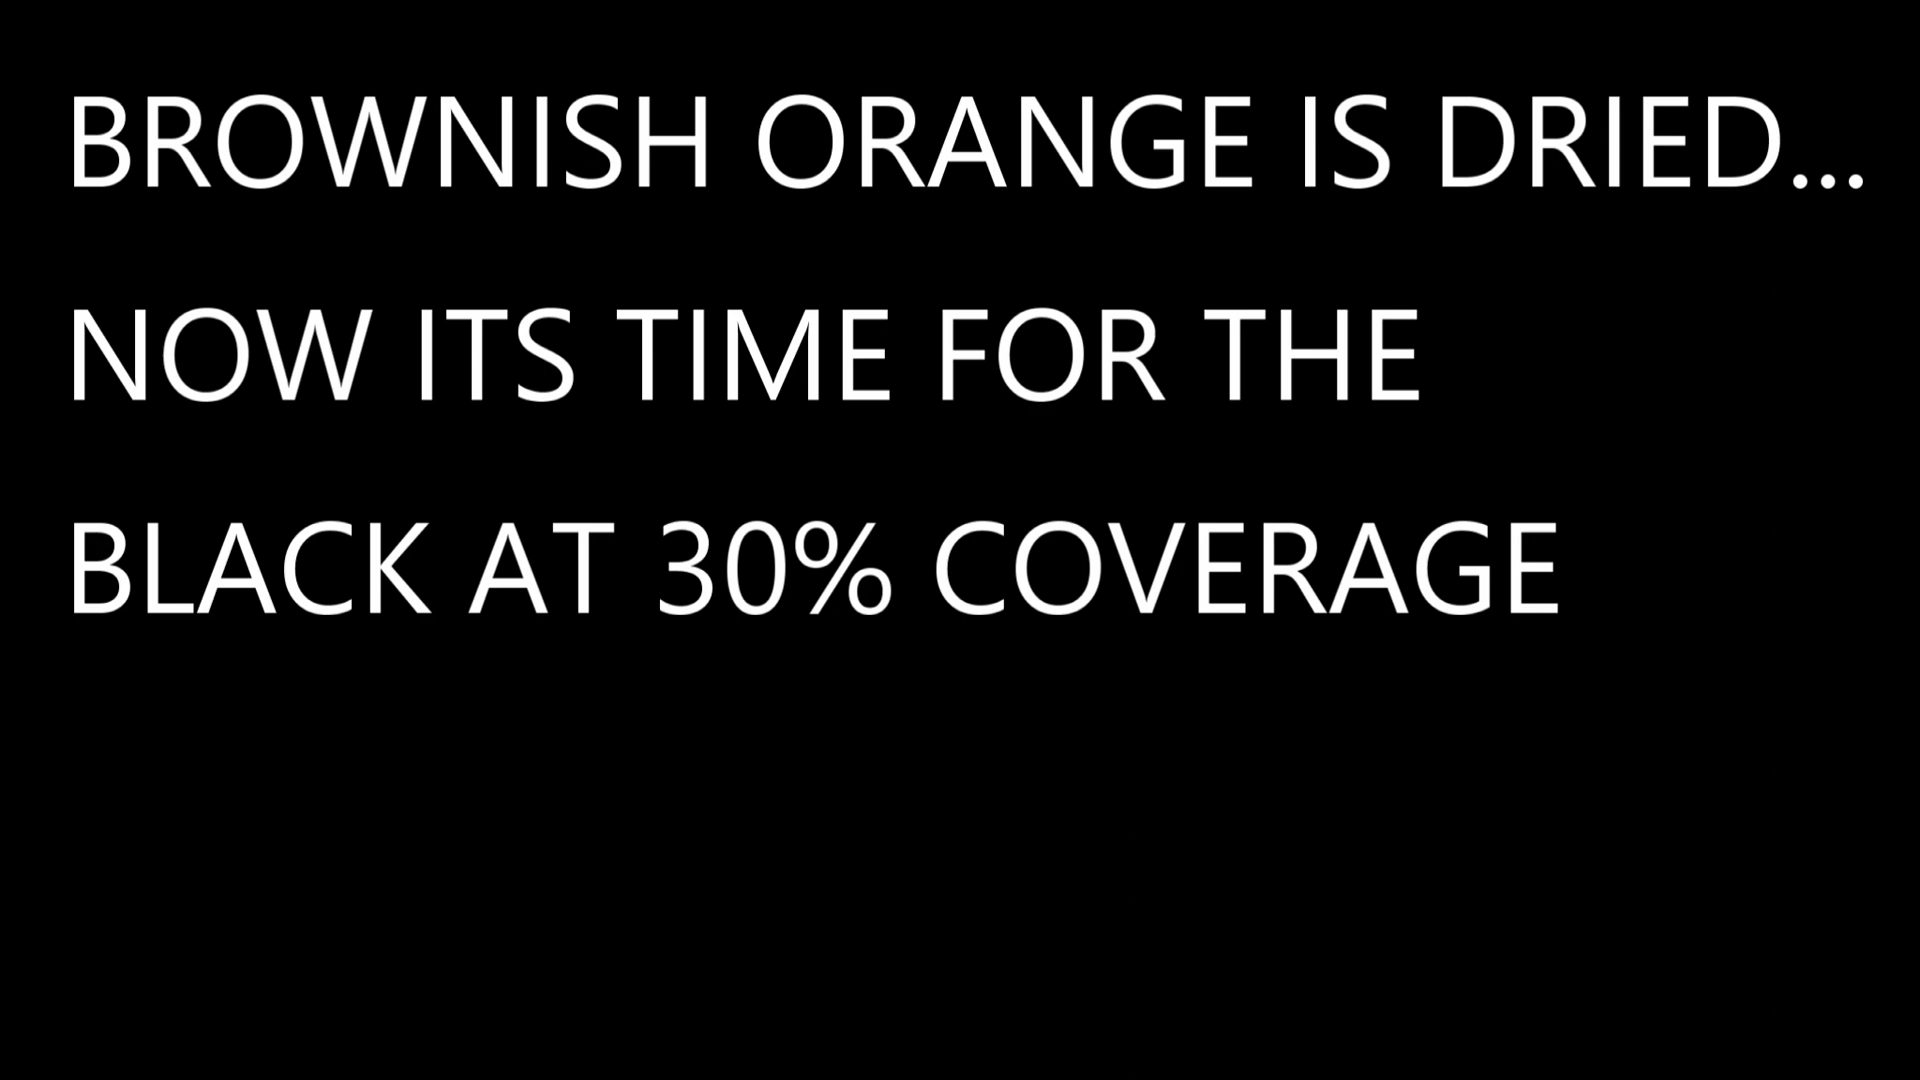 BROWNISH ORANGE IS DRIED...
NOW ITS TIME FOR THE
BLACK AT 30% COVERAGE